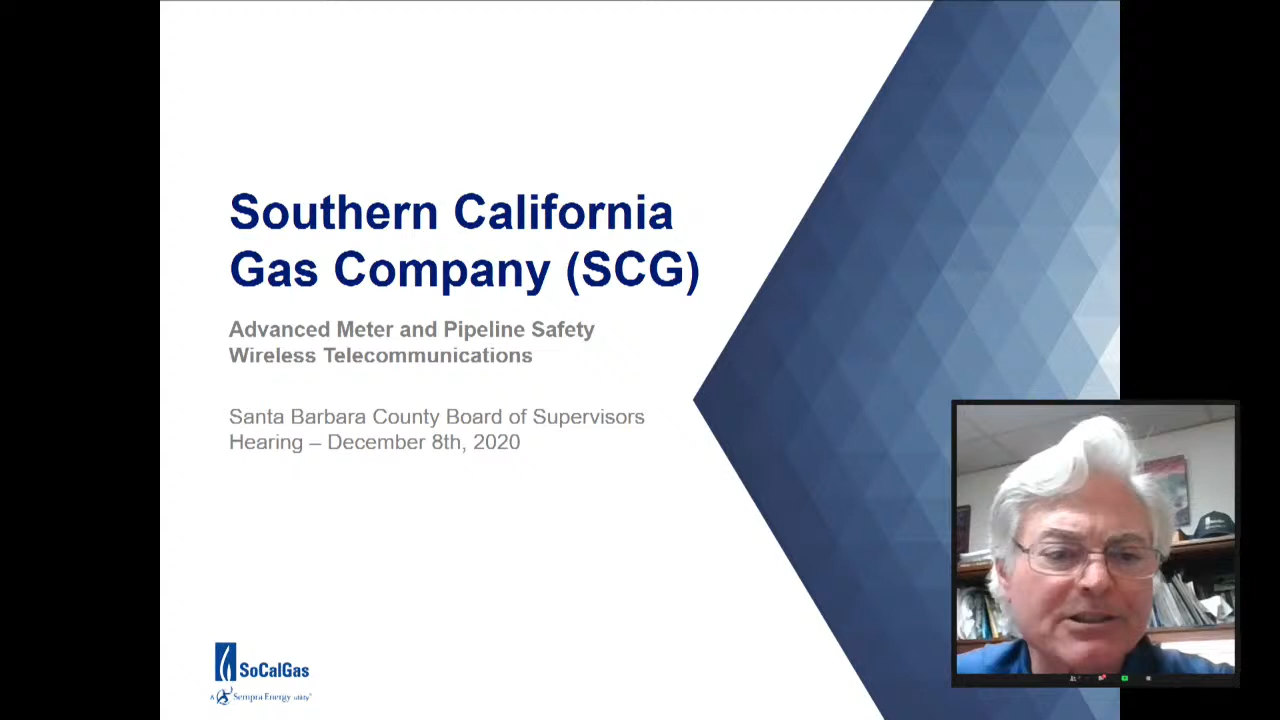 Southern California
Gas Company (SCG)
Advanced Meter and Pipeline Safety
Wireless Telecommunications
Santa Barbara County Board of Supervisors
Hearing – December 8th, 2020
SoCalGas
A Sempra Energy utility